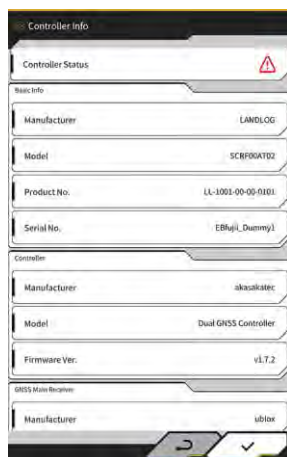 Controller Info
Controller Status
Basic Info
Manufacturer LANDLOG
Model SCRF00AT02
Product No. LL-1001-00-00-0101
Serial No. EBfujii_Dummy1
Controller
Manufacturer akasakatec
Model Dual GNSS Controller
Firmware Ver. v1.7.2
GNSS Main Receiver
Manufacturer ublox